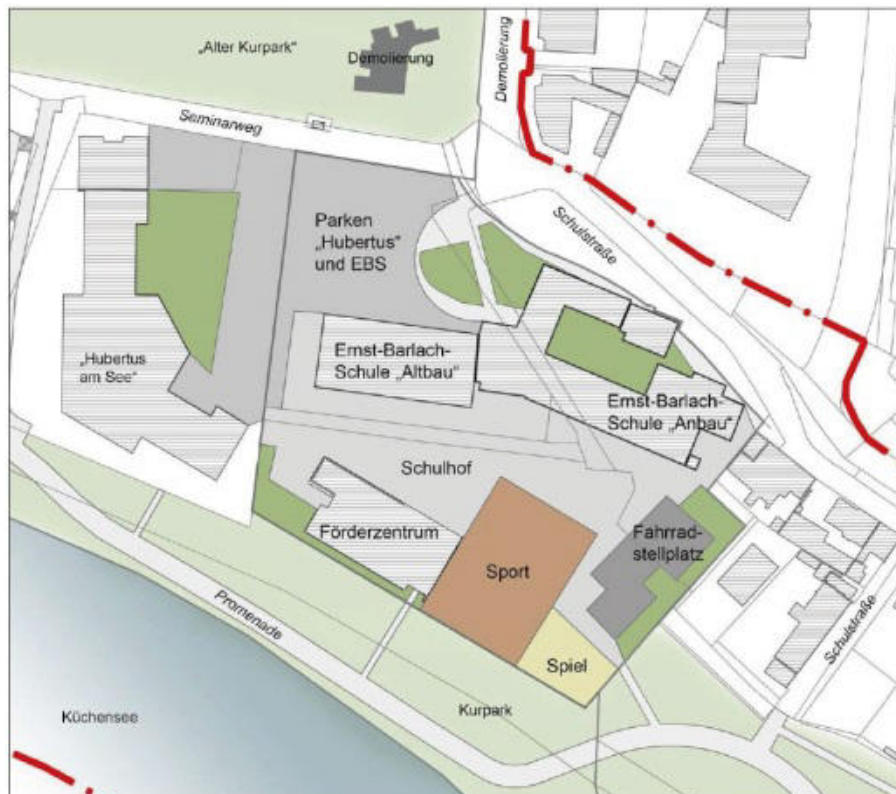 „Alter Kurpark"
Demolierung
Demolierung
Seminarweg
Schulstraße
Parken
„Hubertus"
und EBS
Ernst-Barlach-
Schule „Altbau"
„Hubertus
am See"
Ernst-Barlach-
Schule „Anbau"
Schulhof
Förderzentrum
Fahrrad-
stellplatz
Sport
Spiel
Promenade
Schulstraße
Kurpark
Küchensee